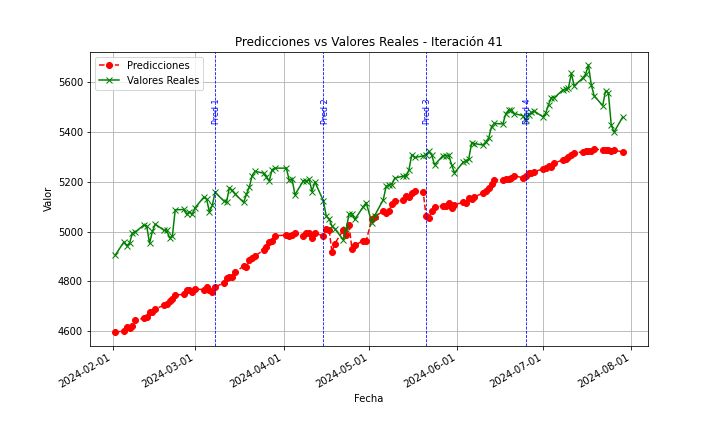 Predicciones vs Valores Reales - Iteración 41
Predicciones
Valores Reales
Pred 1
Pred 2
Pred 3
Pred 4
Valor
5600
5400
5200
5000
4800
4600
2024-02-01
2024-03-01
2024-04-01
2024-05-01
2024-06-01
2024-07-01
2024-08-01
Fecha